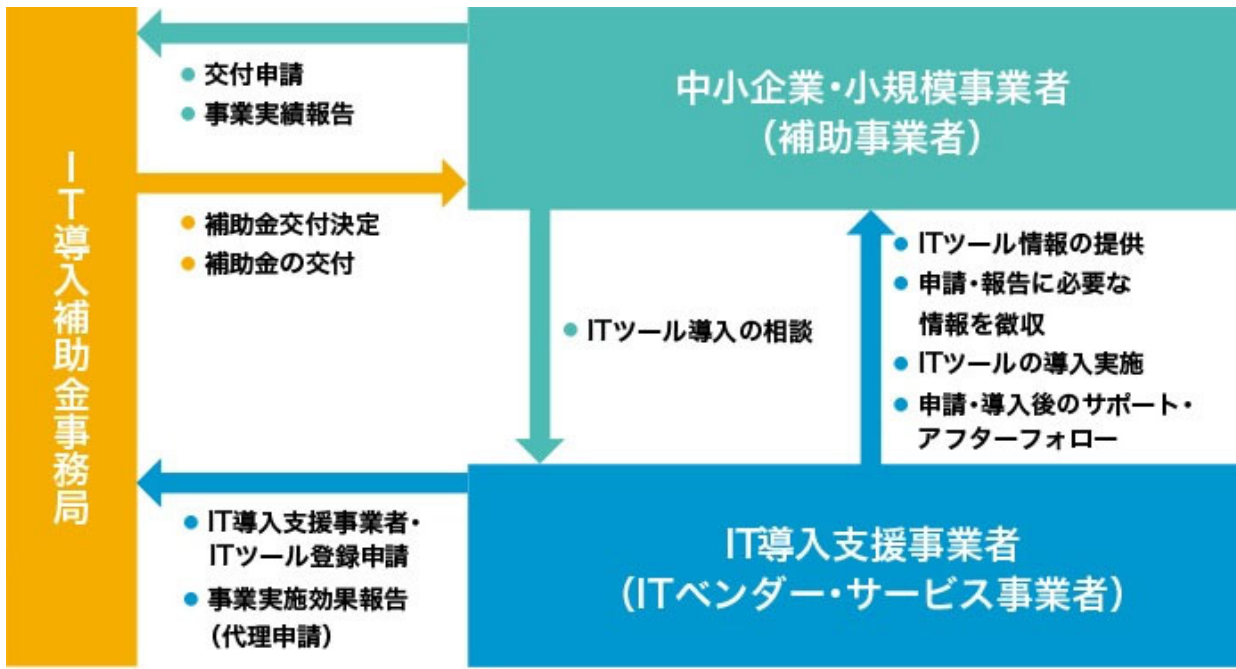 IT導入補助金事務局
交付申請
事業実績報告
補助金交付決定
補助金の交付
中小企業・小規模事業者
（補助事業者）
ITツール導入の相談
ITツール情報の提供
申請・報告に必要な
情報を徴収
ITツールの導入実施
申請・導入後のサポート・
アフターフォロー
IT導入支援事業者・
ITツール登録申請
事業実施効果報告
（代理申請）
IT導入支援事業者
（ITベンダー・サービス事業者）